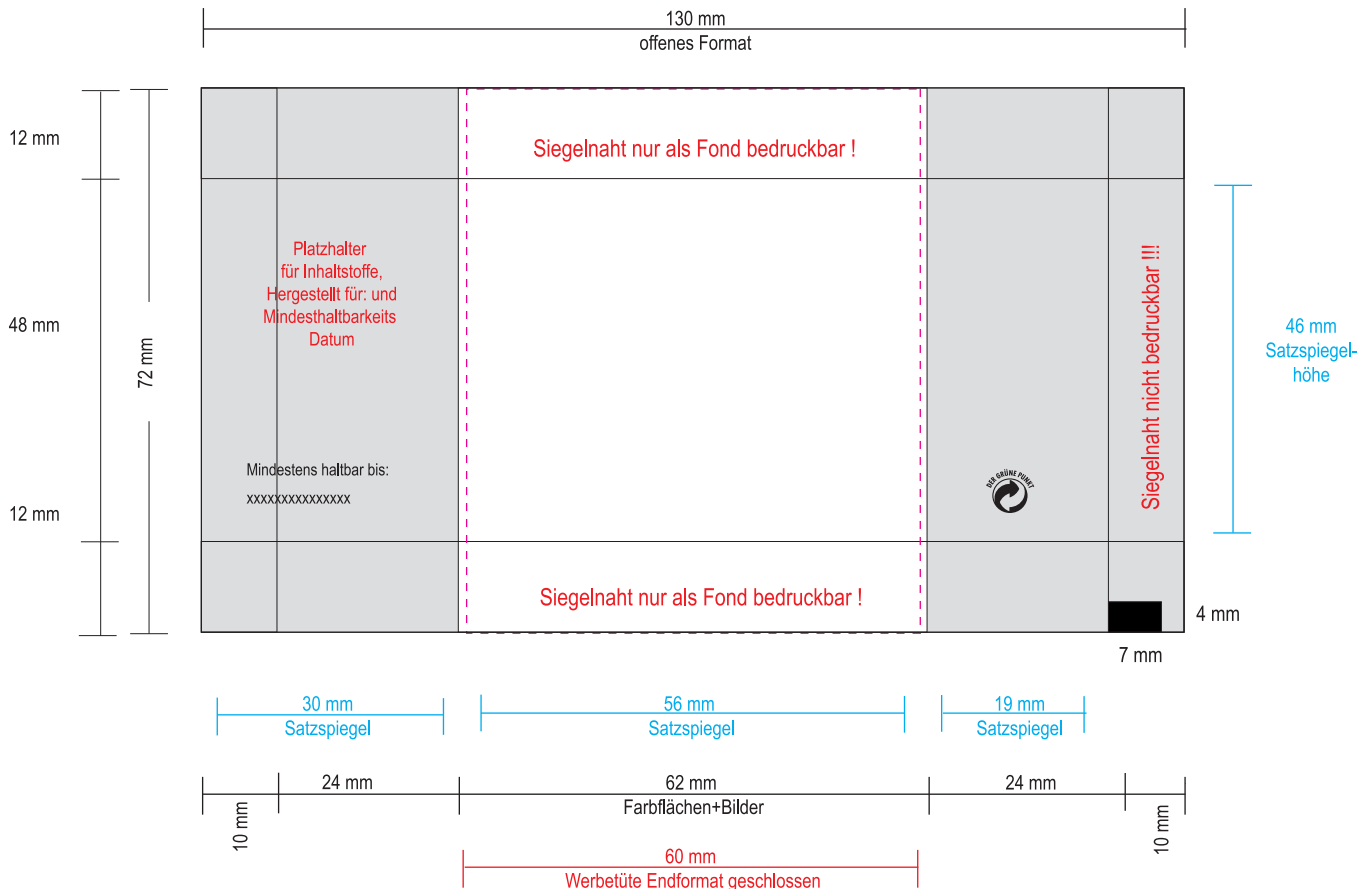 130 mm
offenes Format
12 mm
48 mm
12 mm
72 mm
Siegelnaht nur als Fond bedruckbar !
Platzhalter
für Inhaltstoffe,
Hergestellt für: und
Mindesthaltbarkeits
Datum
Mindestens haltbar bis:
xxxxxxxxxxxxxxx
DER GRÜNE PUNKT
Siegelnaht nicht bedruckbar !!!
46 mm
Satzspiegel-
höhe
Siegelnaht nur als Fond bedruckbar !
4 mm
7 mm
30 mm
Satzspiegel
56 mm
Satzspiegel
19 mm
Satzspiegel
10 mm
24 mm
62 mm
Farbflächen+Bilder
24 mm
10 mm
60 mm
Werbetüte Endformat geschlossen